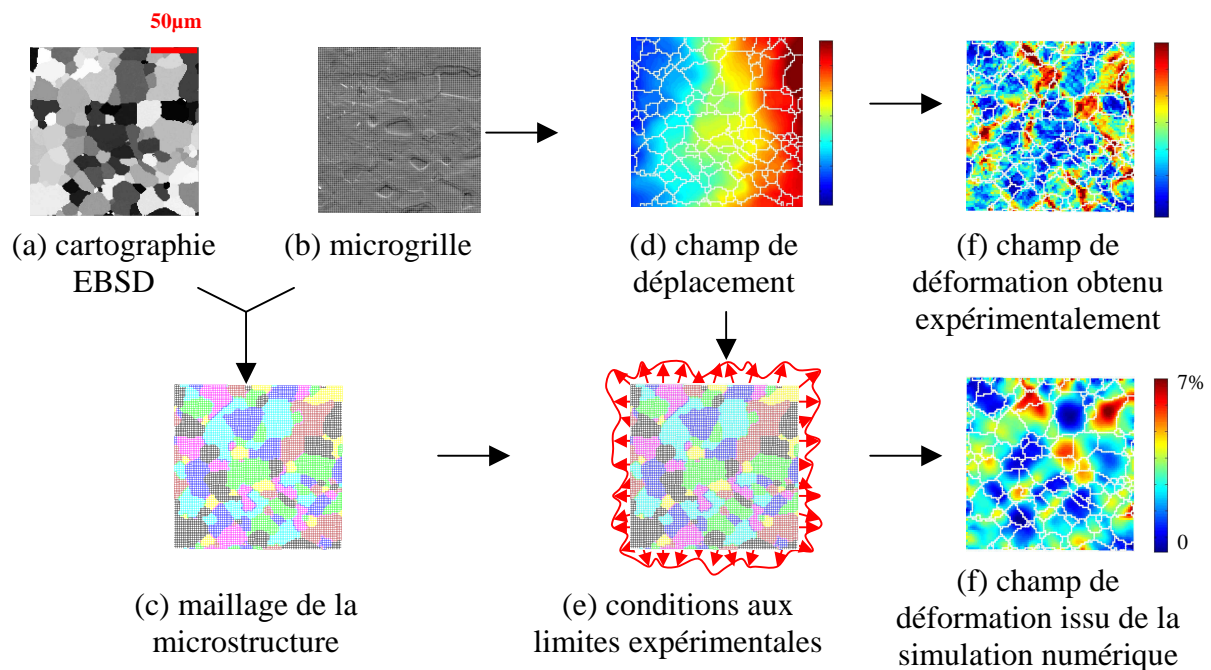 50µm
(a) cartographie
EBSD
(b) microgrille
(d) champ de
déplacement
(f) champ de
déformation obtenu
expérimentalement
7%
0
(c) maillage de la
microstructure
(e) conditions aux
limites expérimentales
(f) champ de
déformation issu de la
simulation numérique